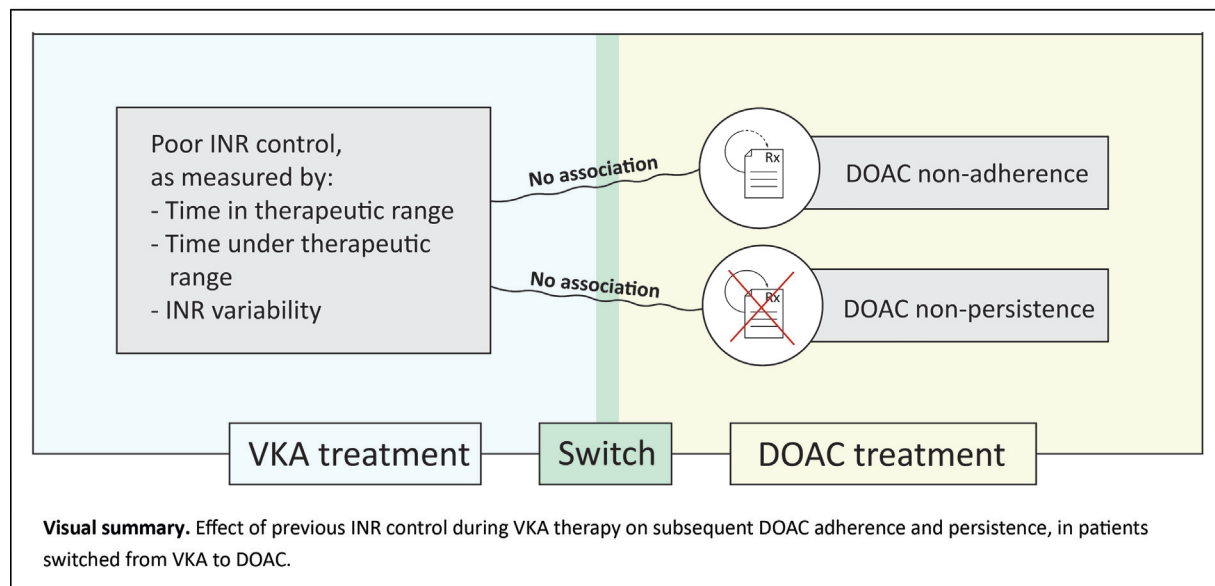 Poor INR control,
as measured by:
- Time in therapeutic range
- Time under therapeutic
range
- INR variability
No association
Rx
DOAC non-adherence
No association
Rx
DOAC non-persistence
VKA treatment
Switch
DOAC treatment
Visual summary. Effect of previous INR control during VKA therapy on subsequent DOAC adherence and persistence, in patients
switched from VKA to DOAC.